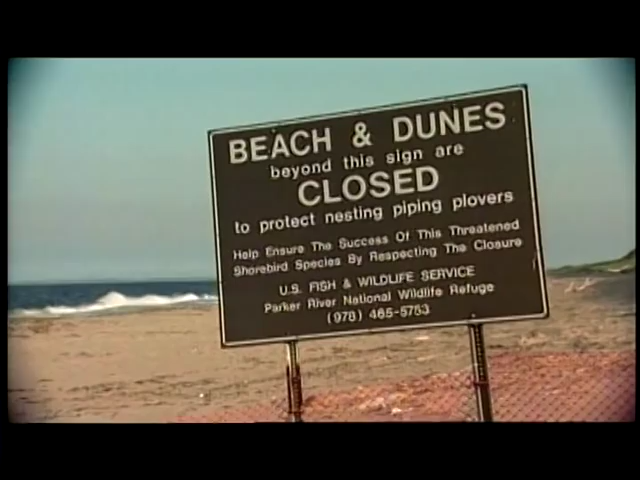 BEACH & DUNES
beyond this sign are
CLOSED
to protect nesting piping plovers
Help Ensure The Success Of This Threatened
Shorebird Species By Respecting The Closure
U.S. FISH & WILDLIFE SERVICE
Parker River National Wildlife Refuge
(978) 465-5753